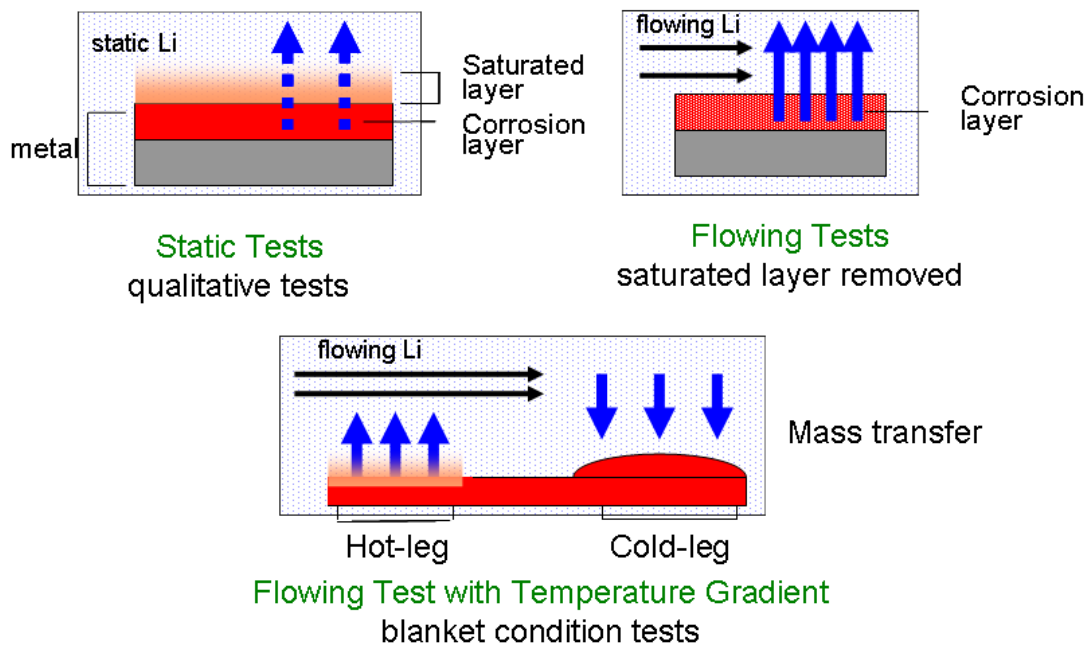 static Li
Saturated
layer
Corrosion
layer
metal
Static Tests
qualitative tests
flowing Li
Corrosion
layer
Flowing Tests
saturated layer removed
flowing Li
Mass transfer
Hot-leg
Cold-leg
Flowing Test with Temperature Gradient
blanket condition tests